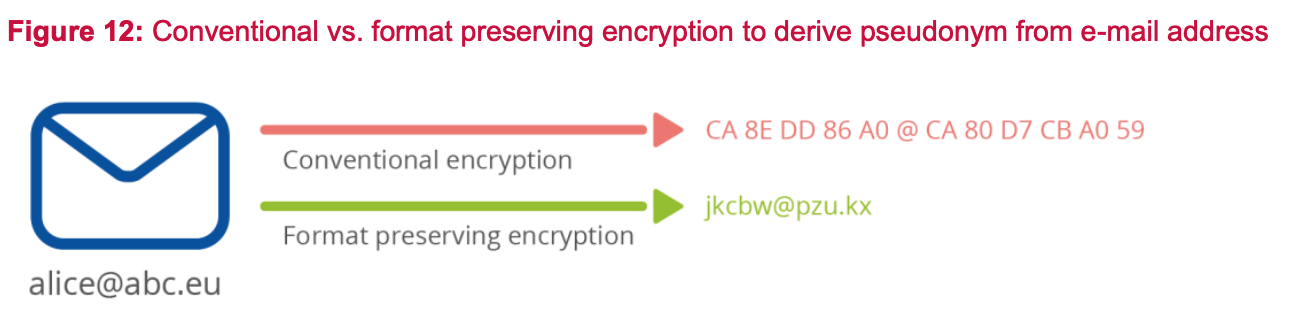 Figure 12: Conventional vs. format preserving encryption to derive pseudonym from e-mail address
CA 8E DD 86 A0 @ CA 80 D7 CB A0 59
Conventional encryption
jkcbw@pzu.kx
Format preserving encryption
alice@abc.eu